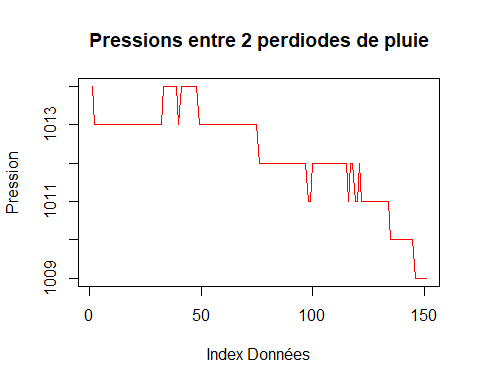 Pressions entre 2 perdiodes de pluie
Pression
1013
1011
1009
0 50 100 150
Index Données